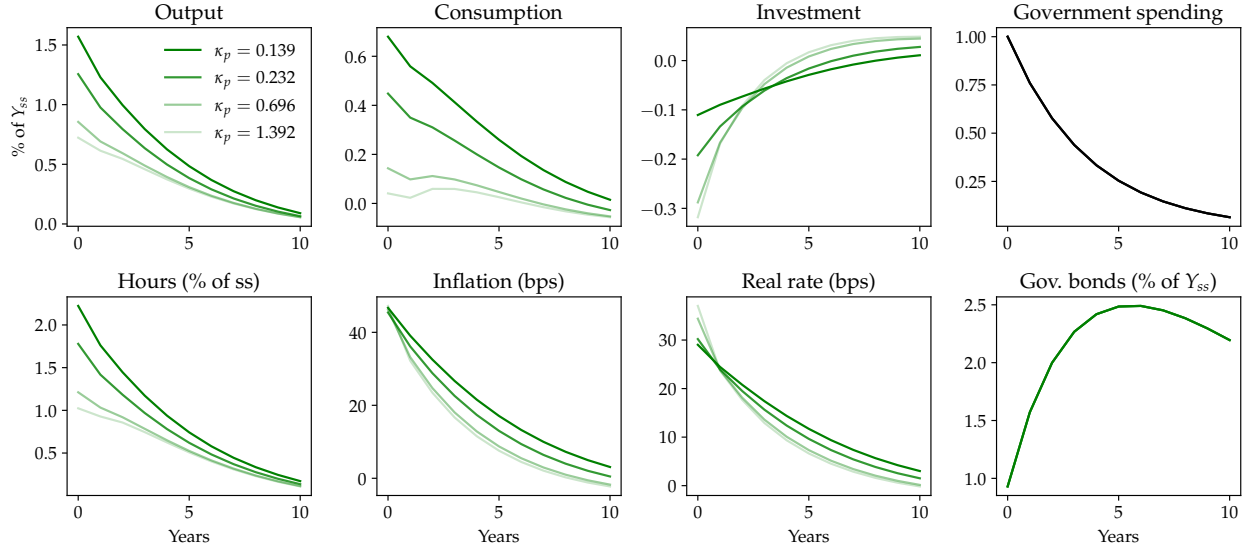 Output
Consumption
Investment
Government spending
% of Y_ss
1.5
1.0
0.5
0.0
κ_p = 0.139
κ_p = 0.232
κ_p = 0.696
κ_p = 1.392
0 5 10
0.6
0.4
0.2
0.0
0 5 10
0.0
−0.1
−0.2
−0.3
0 5 10
1.00
0.75
0.50
0.25
0 5 10
Hours (% of ss)
Inflation (bps)
Real rate (bps)
Gov. bonds (% of Y_ss)
2.0
1.5
1.0
0.5
0 5 10
Years
40
20
0
0 5 10
Years
30
20
10
0
0 5 10
Years
2.5
2.0
1.5
1.0
0 5 10
Years